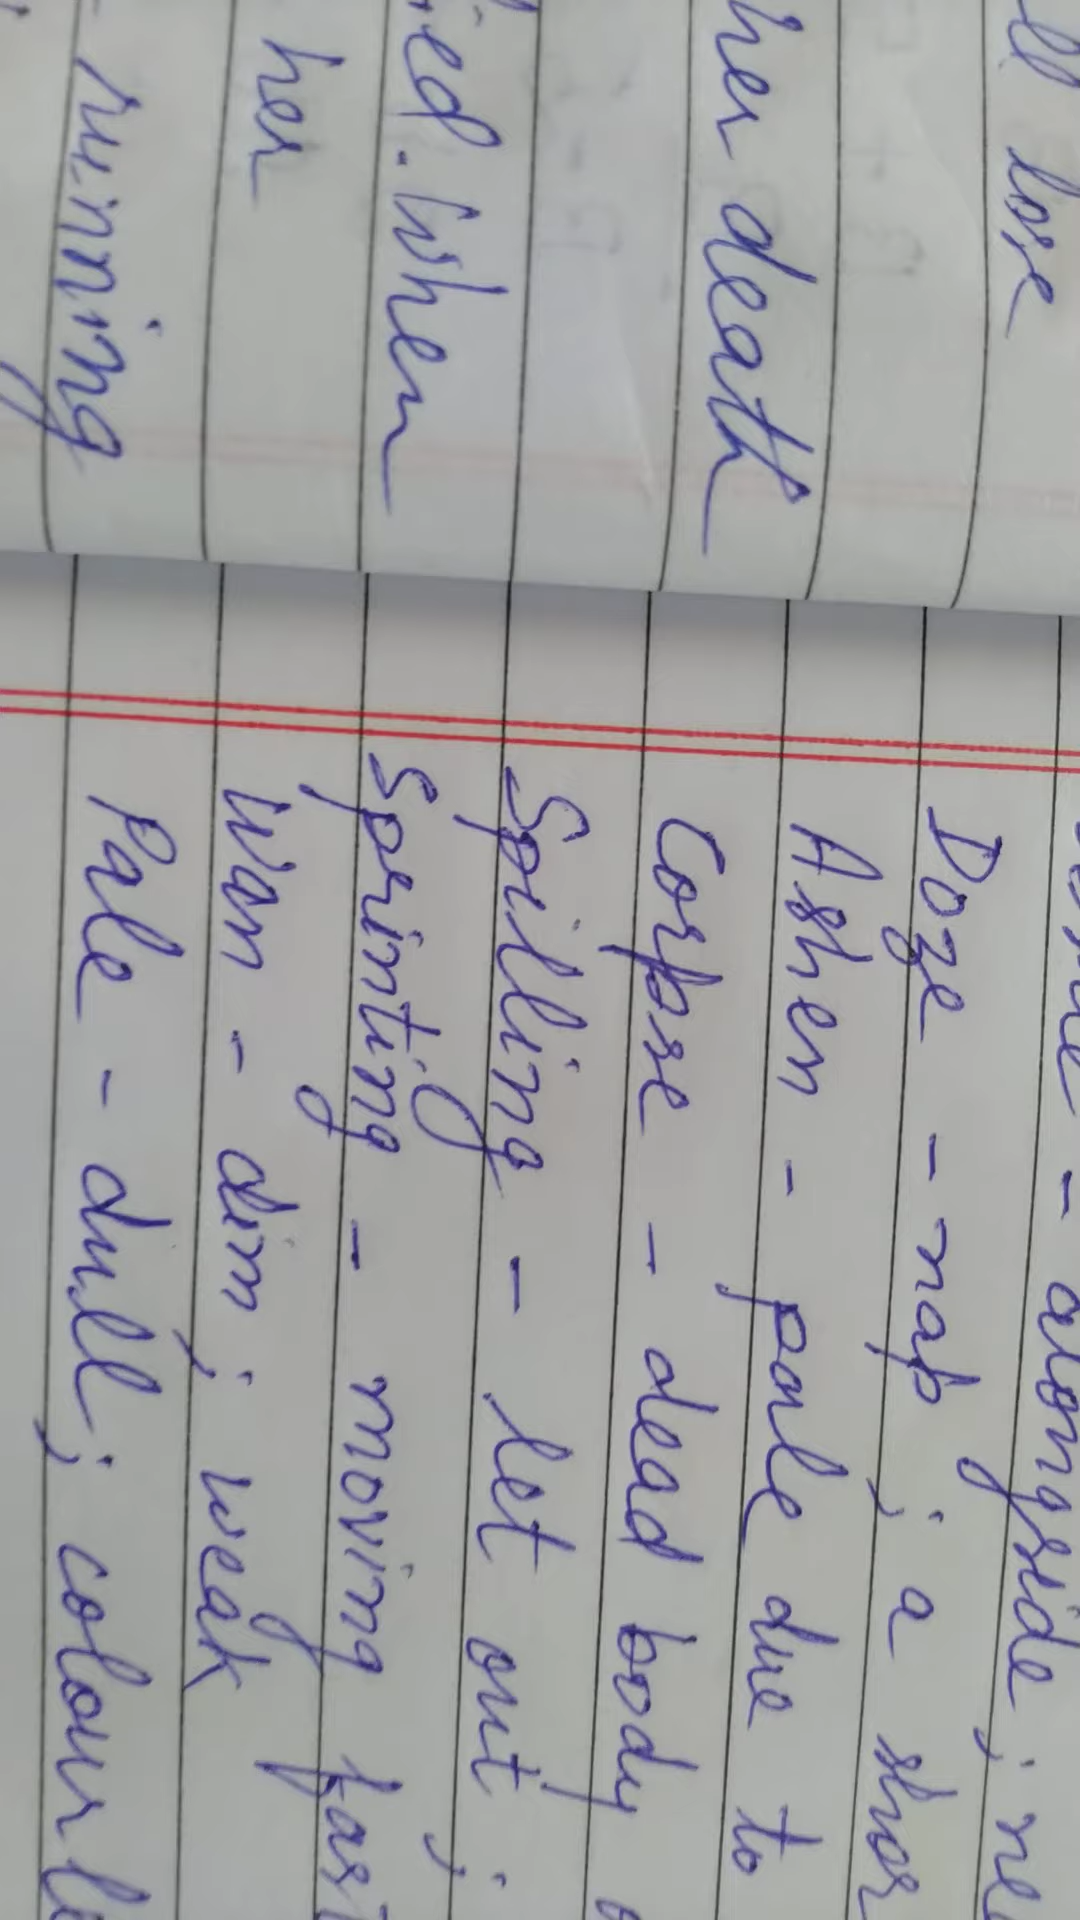 lose
her death
When
her
running
alongside;
Doze - nap; a
Ashen - pale due to
Corpse - dead body
Spilling - let out;
Sprinting - moving
Wan - dim; weak
Pale - dull;